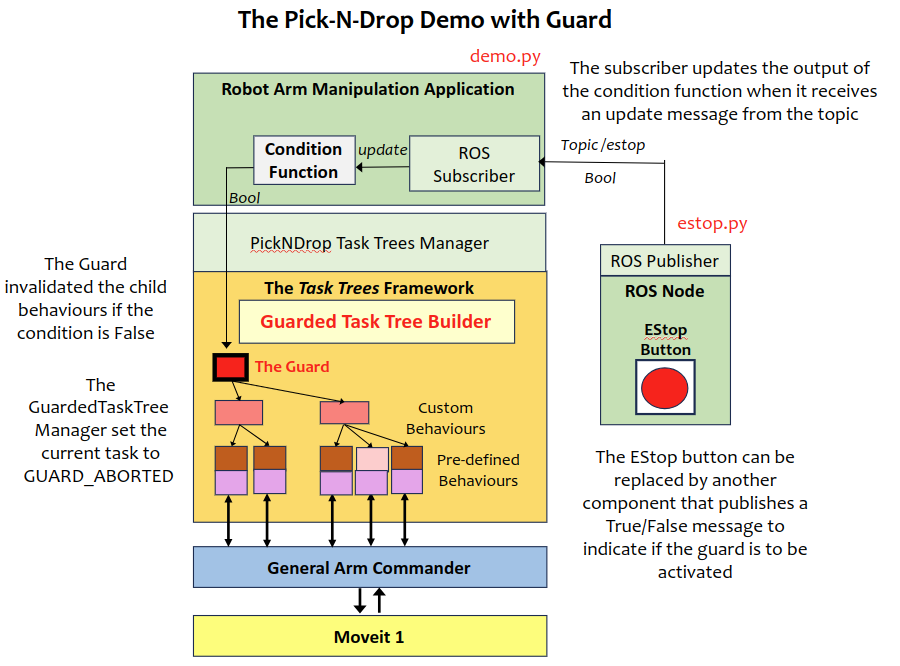 The Pick-N-Drop Demo with Guard
demo.py
Robot Arm Manipulation Application
Condition
Function
update
ROS
Subscriber
Bool
The subscriber updates the output of
the condition function when it receives
an update message from the topic
Topic /estop
Bool
estop.py
PickNDrop Task Trees Manager
ROS Publisher
ROS Node
EStop
Button
The Guard
invalidated the child
behaviours if the
condition is False
The Task Trees Framework
Guarded Task Tree Builder
The Guard
The
GuardedTaskTree
Manager set the
current task to
GUARD_ABORTED
Custom
Behaviours
Pre-defined
Behaviours
The EStop button can be
replaced by another
component that publishes a
True/False message to
indicate if the guard is to be
activated
General Arm Commander
Moveit 1